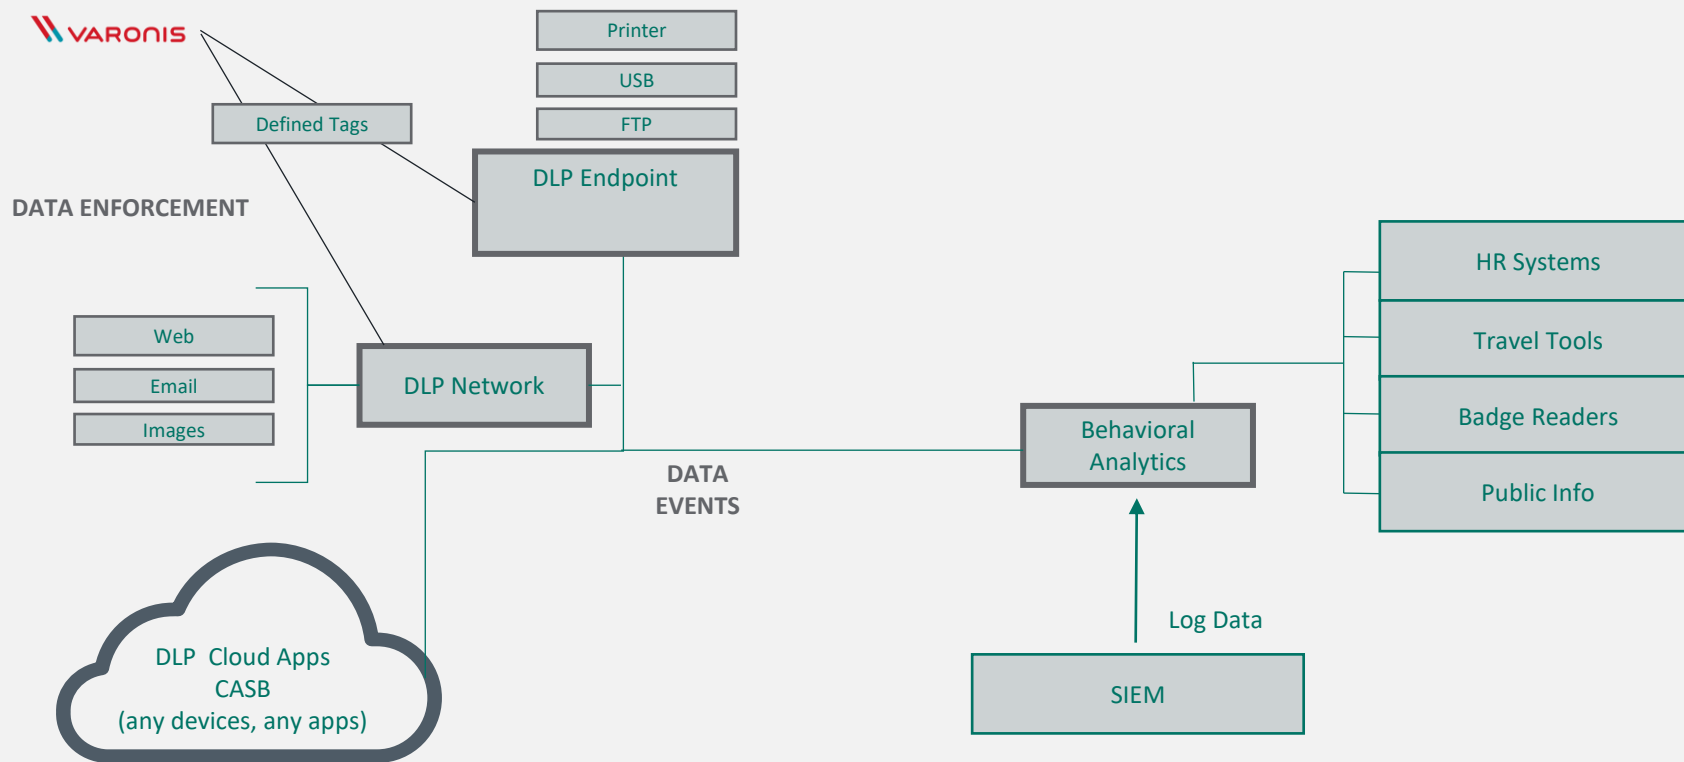 VARONIS
Printer
USB
FTP
Defined Tags
DLP Endpoint
DATA ENFORCEMENT
Web
Email
Images
DLP Network
DATA
EVENTS
Behavioral
Analytics
HR Systems
Travel Tools
Badge Readers
Public Info
DLP Cloud Apps
CASB
(any devices, any apps)
Log Data
SIEM